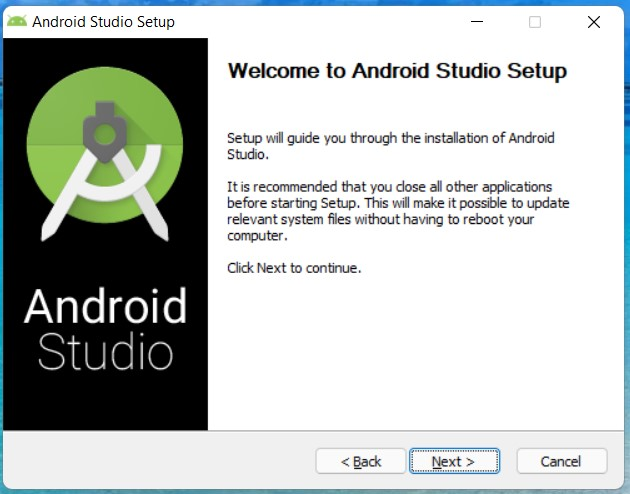 Android Studio Setup
Welcome to Android Studio Setup
Setup will guide you through the installation of Android
Studio.
It is recommended that you close all other applications
before starting Setup. This will make it possible to update
relevant system files without having to reboot your
computer.
Click Next to continue.
Android
Studio
< Back
Next >
Cancel